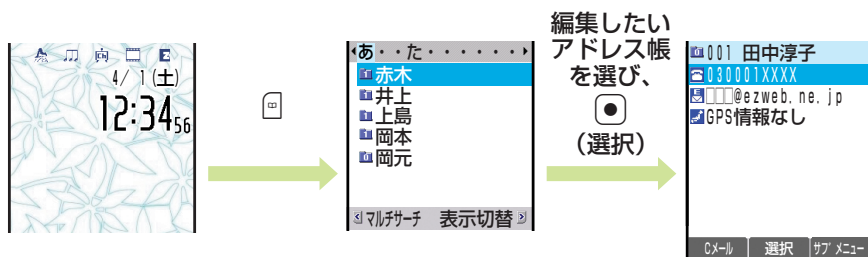 4/ 1(土)
12:34 56
あ・・た・・・・・・
赤木
井上
上島
岡本
岡元
マルチサーチ 表示切替
編集したい
アドレス帳
を選び、
(選択)
001 田中淳子
030001XXXX
□□□@ezweb.ne.jp
GPS情報なし
Cメール 選択 サブメニュー